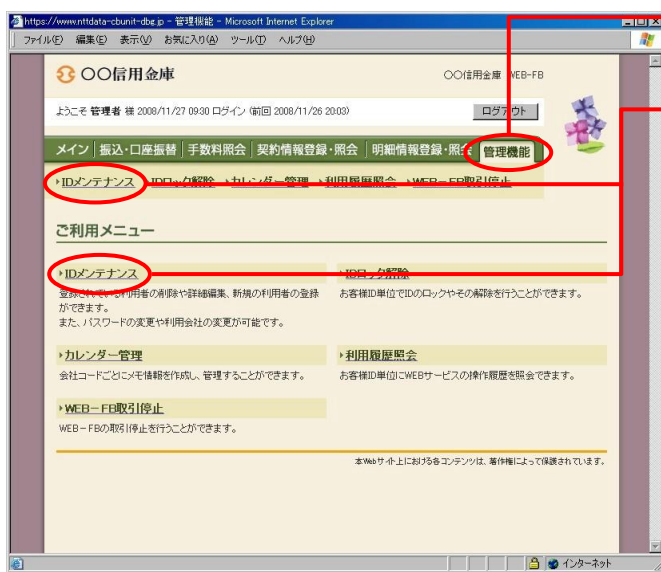 https://www.nttdata-cbunit-dbg.jp - 管理機能 - Microsoft Internet Explorer
ファイル(F) 編集(E) 表示(V) お気に入り(A) ツール(T) ヘルプ(H)
〇〇信用金庫
〇〇信用金庫 WEB-FB
ようこそ 管理者 様 2008/11/27 09:30 ログイン (前回 2008/11/26 20:03)
ログアウト
メイン 振込・口座振替 手数料照会 契約情報登録・照会 明細情報登録・照会 管理機能
IDメンテナンス IDロック解除 カレンダー管理 利用履歴照会 WEB-FB取引停止
ご利用メニュー
IDメンテナンス
登録されている利用者の削除や詳細編集、新規の利用者の登録
ができます。
また、パスワードの変更や利用会社の変更が可能です。
IDロック解除
お客様ID単位でIDのロックやその解除を行うことができます。
カレンダー管理
会社コードごとにメモ情報を作成し、管理することができます。
利用履歴照会
お客様ID単位にWEBサービスの操作履歴を照会できます。
WEB-FB取引停止
WEB-FBの取引停止を行うことができます。
本Webサイト上における各コンテンツは、著作権によって保護されています。
インターネット